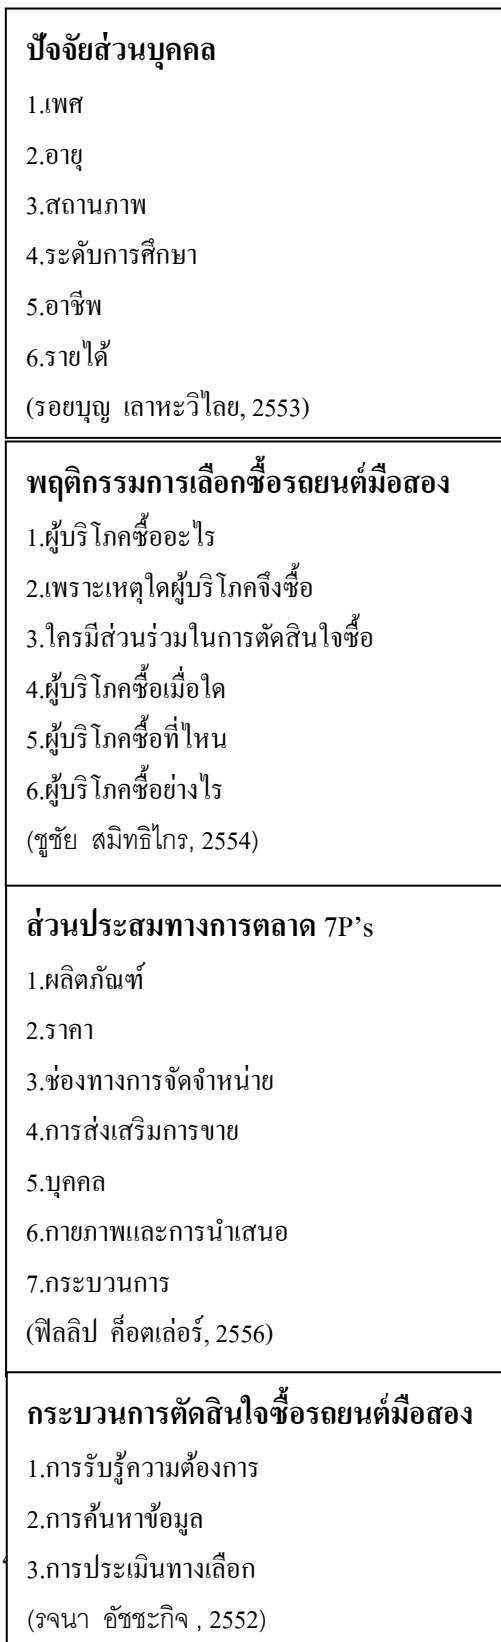 ปัจจัยส่วนบุคคล
1.เพศ
2.อายุ
3.สถานภาพ
4.ระดับการศึกษา
5.อาชีพ
6.รายได้
(รอยบุญ เลาหะวิไลย, 2553)
พฤติกรรมการเลือกซื้อรถยนต์มือสอง
1.ผู้บริโภคซื้ออะไร
2.เพราะเหตุใดผู้บริโภคจึงซื้อ
3.ใครมีส่วนร่วมในการตัดสินใจซื้อ
4.ผู้บริโภคซื้อเมื่อใด
5.ผู้บริโภคซื้อที่ไหน
6.ผู้บริโภคซื้ออย่างไร
(ชูชัย สมิทธิไกร, 2554)
ส่วนประสมทางการตลาด 7P’s
1.ผลิตภัณฑ์
2.ราคา
3.ช่องทางการจัดจำหน่าย
4.การส่งเสริมการขาย
5.บุคคล
6.กายภาพและการนำเสนอ
7.กระบวนการ
(ฟิลลิป ค็อตเล่อร์, 2556)
กระบวนการตัดสินใจซื้อรถยนต์มือสอง
1.การรับรู้ความต้องการ
2.การค้นหาข้อมูล
3.การประเมินทางเลือก
(รจนา อัชชะกิจ , 2552)